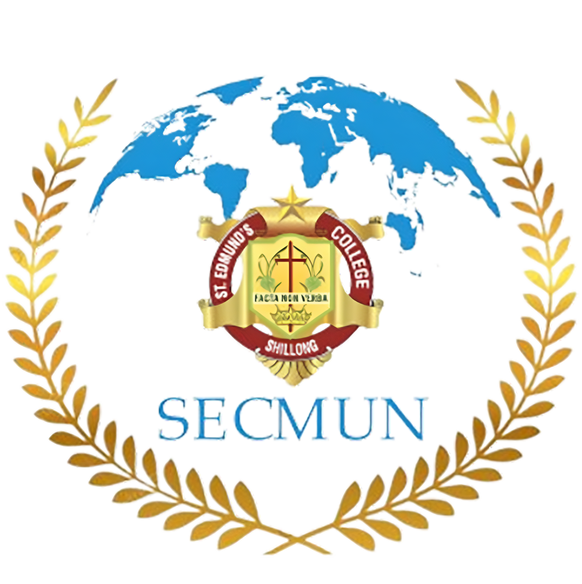 ST. EDMUND'S COLLEGE
FACTA NON VERBA
SHILLONG
SECMUN